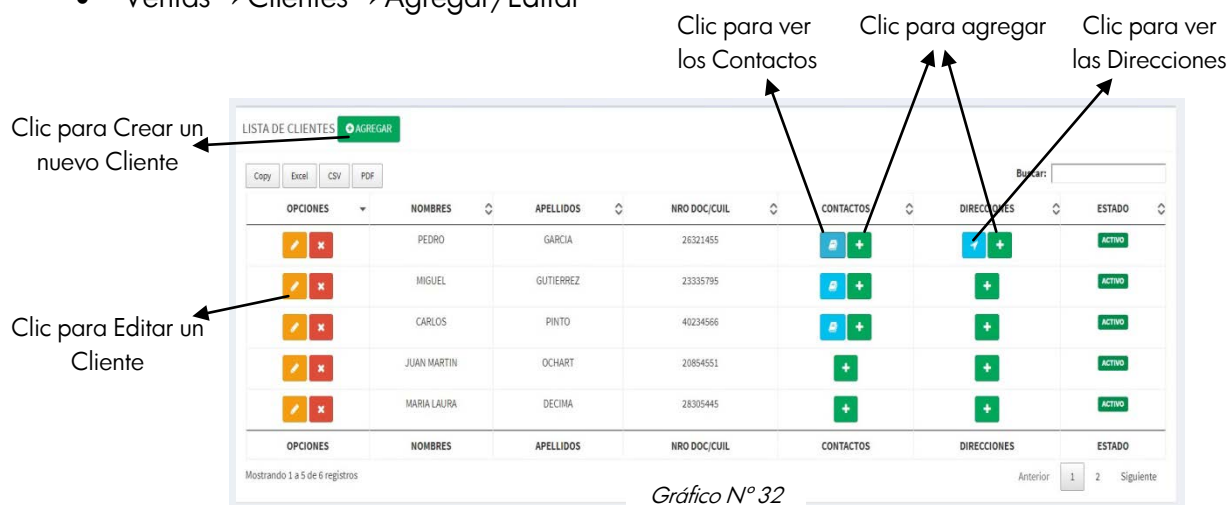 • Ventas → Clientes → Agregar/Editar
Clic para ver
los Contactos
Clic para agregar
Clic para ver
las Direcciones
Clic para Crear un
nuevo Cliente
LISTA DE CLIENTES AGREGAR
Copy Excel CSV PDF Buscar:
OPCIONES NOMBRES APELLIDOS NRO DOC/CUIL CONTACTOS DIRECCIONES ESTADO
PEDRO GARCIA 26321455 ACTIVO
MIGUEL GUTIERREZ 23335795 ACTIVO
Clic para Editar un
Cliente
CARLOS PINTO 40234566 ACTIVO
JUAN MARTIN OCHART 20854551 ACTIVO
MARIA LAURA DECIMA 28305445 ACTIVO
OPCIONES NOMBRES APELLIDOS NRO DOC/CUIL CONTACTOS DIRECCIONES ESTADO
Mostrando 1 a 5 de 6 registros Anterior 1 2 Siguiente
Gráfico N° 32